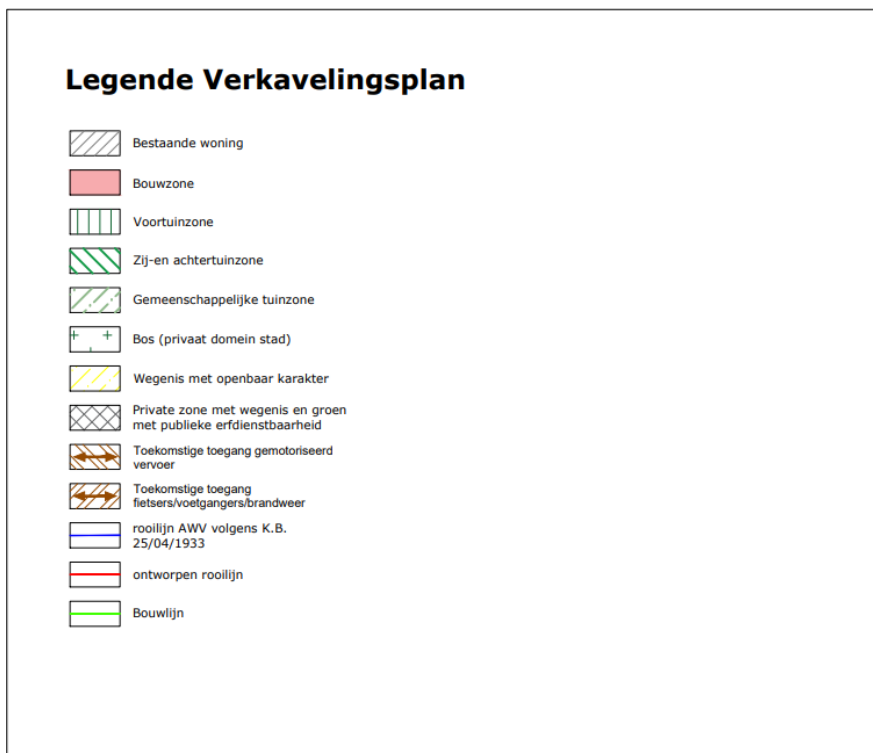 Legende Verkavelingsplan
Bestaande woning
Bouwzone
Voortuinzone
Zij-en achtertuinzone
Gemeenschappelijke tuinzone
Bos (privaat domein stad)
Wegenis met openbaar karakter
Private zone met wegenis en groen
met publieke erfdienstbaarheid
Toekomstige toegang gemotoriseerd
vervoer
Toekomstige toegang
fietsers/voetgangers/brandweer
rooilijn AWV volgens K.B.
25/04/1933
ontworpen rooilijn
Bouwlijn